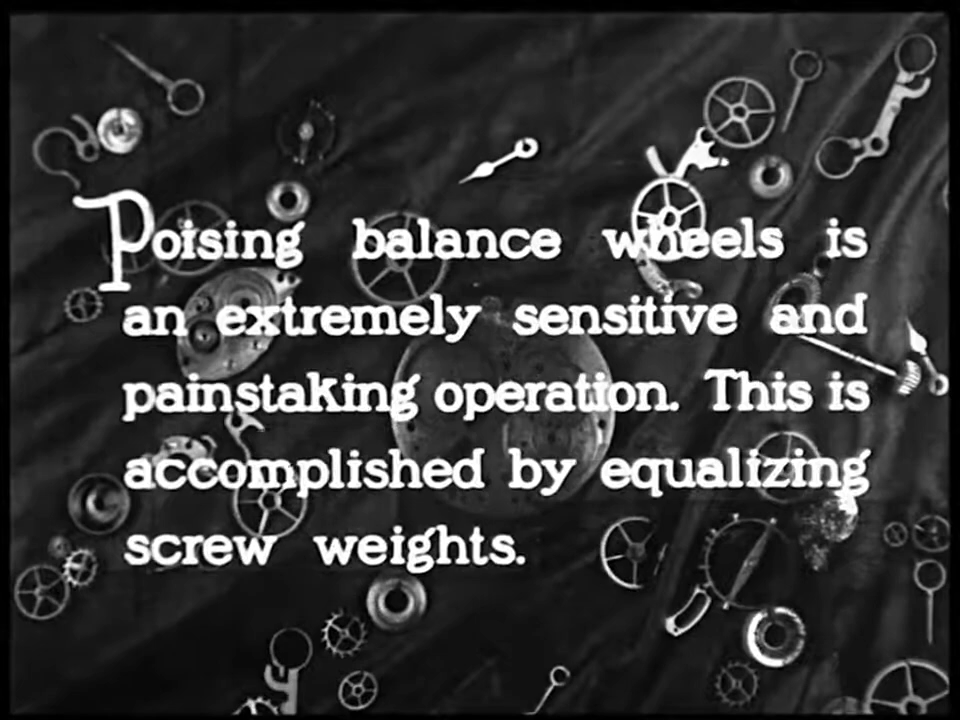 Poising balance wheels is
an extremely sensitive and
painstaking operation. This is
accomplished by equalizing
screw weights.